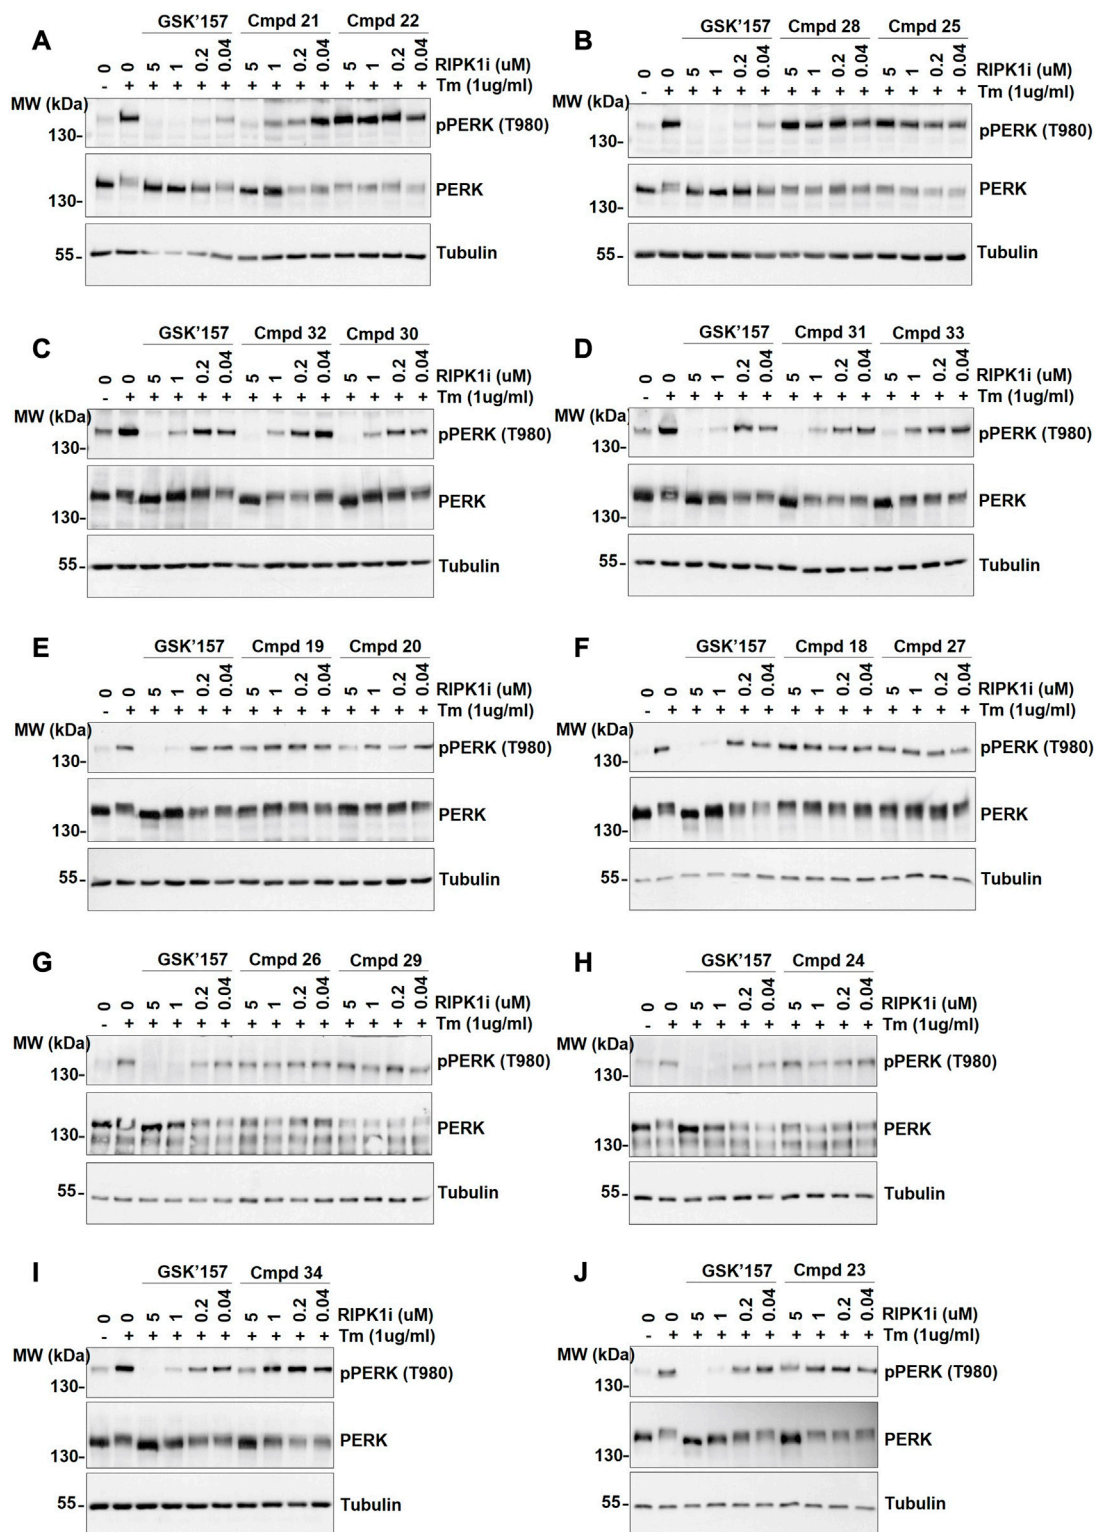 A
GSK'157 Cmpd 21 Cmpd 22
0 0 5 1 0.2 0.04 5 1 0.2 0.04 5 1 0.2 0.04 RIPK1i (uM)
- + + + + + + + + + + + + + Tm (1ug/ml)
MW (kDa)
130- pPERK (T980)
130- PERK
55- Tubulin
B
GSK'157 Cmpd 28 Cmpd 25
0 0 5 1 0.2 0.04 5 1 0.2 0.04 5 1 0.2 0.04 RIPK1i (uM)
- + + + + + + + + + + + + + Tm (1ug/ml)
MW (kDa)
130- pPERK (T980)
130- PERK
55- Tubulin
C
GSK'157 Cmpd 32 Cmpd 30
0 0 5 1 0.2 0.04 5 1 0.2 0.04 5 1 0.2 0.04 RIPK1i (uM)
- + + + + + + + + + + + + + Tm (1ug/ml)
MW (kDa)
130- pPERK (T980)
130- PERK
55- Tubulin
D
GSK'157 Cmpd 31 Cmpd 33
0 0 5 1 0.2 0.04 5 1 0.2 0.04 5 1 0.2 0.04 RIPK1i (uM)
- + + + + + + + + + + + + + Tm (1ug/ml)
MW (kDa)
130- pPERK (T980)
130- PERK
55- Tubulin
E
GSK'157 Cmpd 19 Cmpd 20
0 0 5 1 0.2 0.04 5 1 0.2 0.04 5 1 0.2 0.04 RIPK1i (uM)
- + + + + + + + + + + + + + Tm (1ug/ml)
MW (kDa)
130- pPERK (T980)
130- PERK
55- Tubulin
F
GSK'157 Cmpd 18 Cmpd 27
0 0 5 1 0.2 0.04 5 1 0.2 0.04 5 1 0.2 0.04 RIPK1i (uM)
- + + + + + + + + + + + + + Tm (1ug/ml)
MW (kDa)
130- pPERK (T980)
130- PERK
55- Tubulin
G
GSK'157 Cmpd 26 Cmpd 29
0 0 5 1 0.2 0.04 5 1 0.2 0.04 5 1 0.2 0.04 RIPK1i (uM)
- + + + + + + + + + + + + + Tm (1ug/ml)
MW (kDa)
130- pPERK (T980)
130- PERK
55- Tubulin
H
GSK'157 Cmpd 24
0 0 5 1 0.2 0.04 5 1 0.2 0.04 RIPK1i (uM)
- + + + + + + + + + Tm (1ug/ml)
MW (kDa)
130- pPERK (T980)
130- PERK
55- Tubulin
I
GSK'157 Cmpd 34
0 0 5 1 0.2 0.04 5 1 0.2 0.04 RIPK1i (uM)
- + + + + + + + + + Tm (1ug/ml)
MW (kDa)
130- pPERK (T980)
130- PERK
55- Tubulin
J
GSK'157 Cmpd 23
0 0 5 1 0.2 0.04 5 1 0.2 0.04 RIPK1i (uM)
- + + + + + + + + + Tm (1ug/ml)
MW (kDa)
130- pPERK (T980)
130- PERK
55- Tubulin